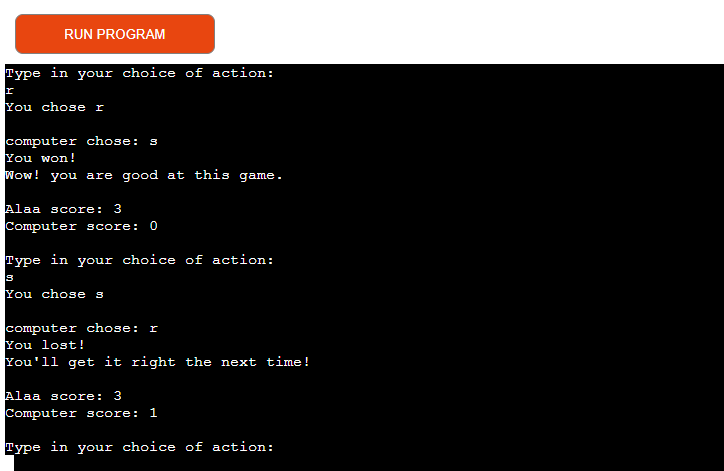 RUN PROGRAM
Type in your choice of action:
r
You chose r
computer chose: s
You won!
Wow! you are good at this game.
Alaa score: 3
Computer score: 0
Type in your choice of action:
s
You chose s
computer chose: r
You lost!
You'll get it right the next time!
Alaa score: 3
Computer score: 1
Type in your choice of action: